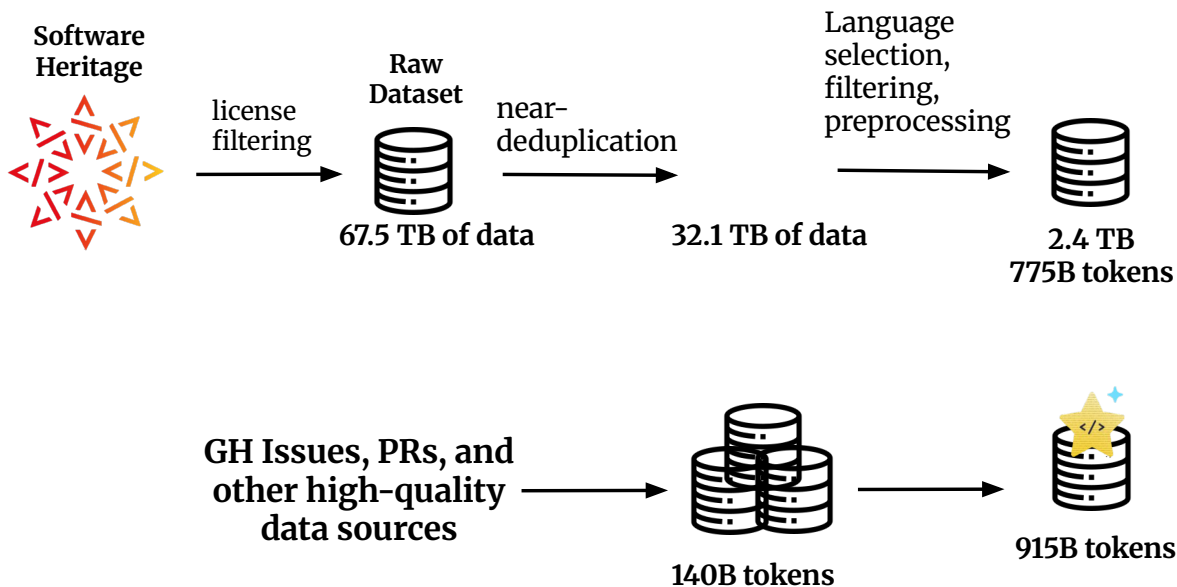 Software
Heritage
license
filtering
Raw
Dataset
67.5 TB of data
near-
deduplication
32.1 TB of data
Language
selection,
filtering,
preprocessing
2.4 TB
775B tokens
GH Issues, PRs, and
other high-quality
data sources
140B tokens
</>
915B tokens